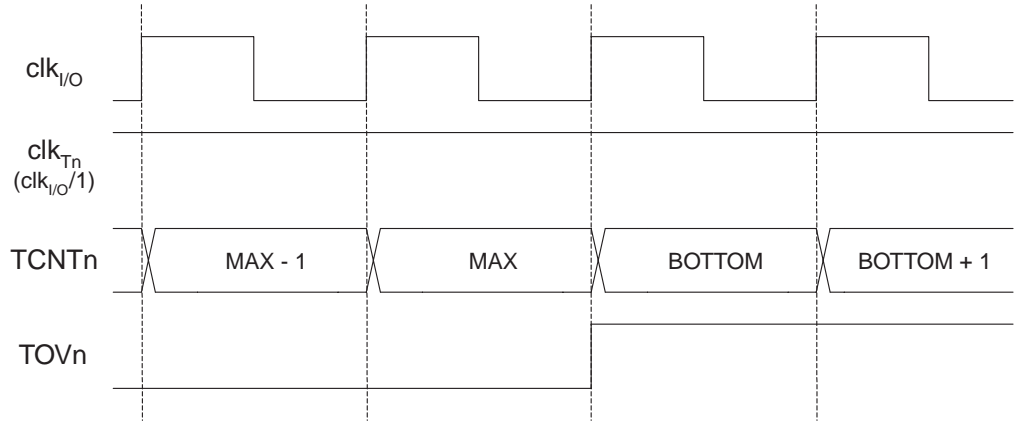 clkI/O
clkTn
(clkI/O/1)
TCNTn MAX - 1 MAX BOTTOM BOTTOM + 1
TOVn